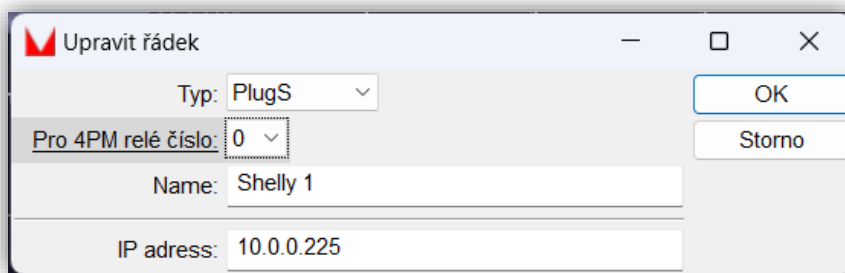 Upravit řádek
Typ: PlugS OK
Pro 4PM relé číslo: 0 Storno
Name: Shelly 1
IP adress: 10.0.0.225